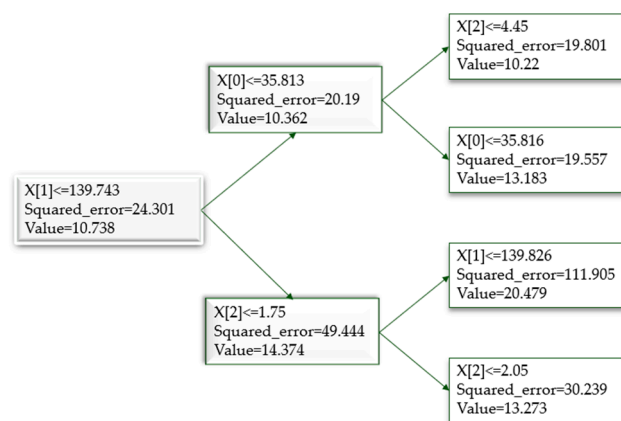 X[2]<=4.45
Squared_error=19.801
Value=10.22
X[0]<=35.813
Squared_error=20.19
Value=10.362
X[0]<=35.816
Squared_error=19.557
Value=13.183
X[1]<=139.743
Squared_error=24.301
Value=10.738
X[1]<=139.826
Squared_error=111.905
Value=20.479
X[2]<=1.75
Squared_error=49.444
Value=14.374
X[2]<=2.05
Squared_error=30.239
Value=13.273